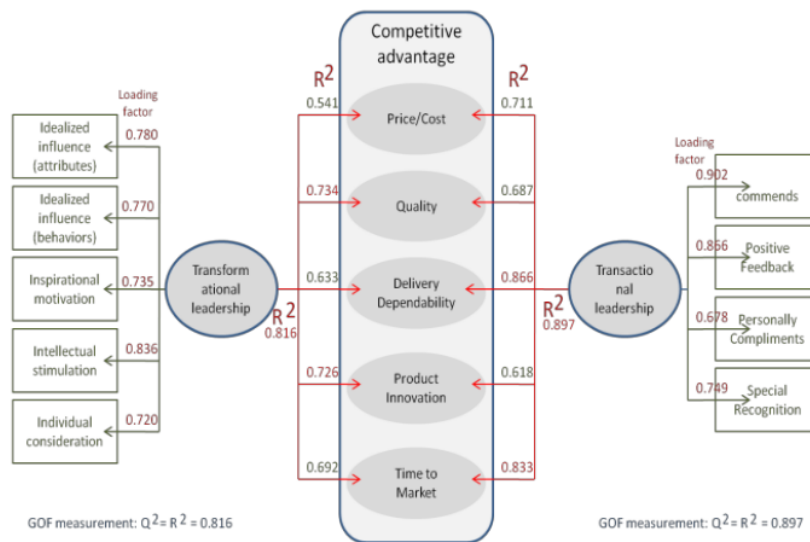 Competitive
advantage
R²
R²
Loading
factor
0.541
0.711
Idealized
influence
(attributes)
0.780
Price/Cost
Loading
factor
0.902
commends
Idealized
influence
(behaviors)
0.770
0.734
Quality
0.687
0.866
Positive
Feedback
Inspirational
motivation
0.735
Transform
ational
leadership
R²
0.816
0.633
Delivery
Dependability
0.866
R²
0.897
Transactio
nal
leadership
0.678
Personally
Compliments
Intellectual
stimulation
0.836
0.726
Product
Innovation
0.618
0.749
Special
Recognition
Individual
consideration
0.720
0.692
Time to
Market
0.833
GOF measurement: Q²= R² = 0.816
GOF measurement: Q²= R² = 0.897